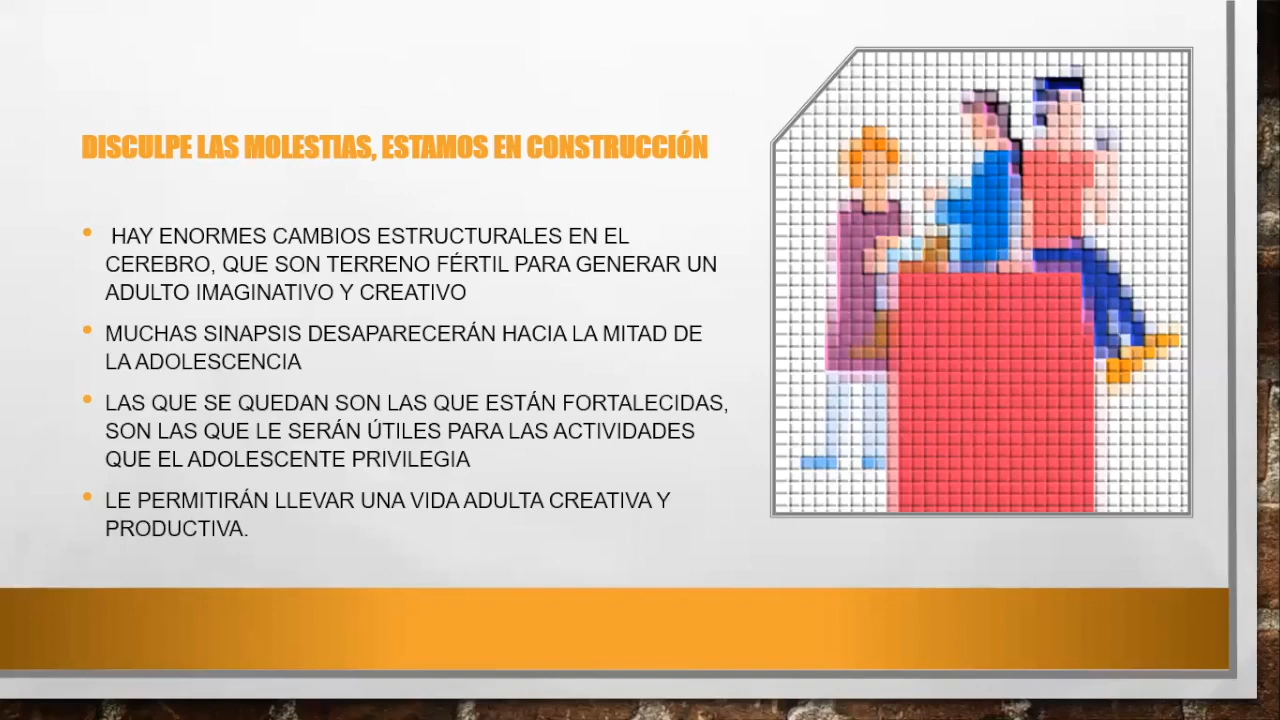 DISCULPE LAS MOLESTIAS, ESTAMOS EN CONSTRUCCIÓN
• HAY ENORMES CAMBIOS ESTRUCTURALES EN EL
CEREBRO, QUE SON TERRENO FÉRTIL PARA GENERAR UN
ADULTO IMAGINATIVO Y CREATIVO
• MUCHAS SINAPSIS DESAPARECERÁN HACIA LA MITAD DE
LA ADOLESCENCIA
• LAS QUE SE QUEDAN SON LAS QUE ESTÁN FORTALECIDAS,
SON LAS QUE LE SERÁN ÚTILES PARA LAS ACTIVIDADES
QUE EL ADOLESCENTE PRIVILEGIA
• LE PERMITIRÁN LLEVAR UNA VIDA ADULTA CREATIVA Y
PRODUCTIVA.